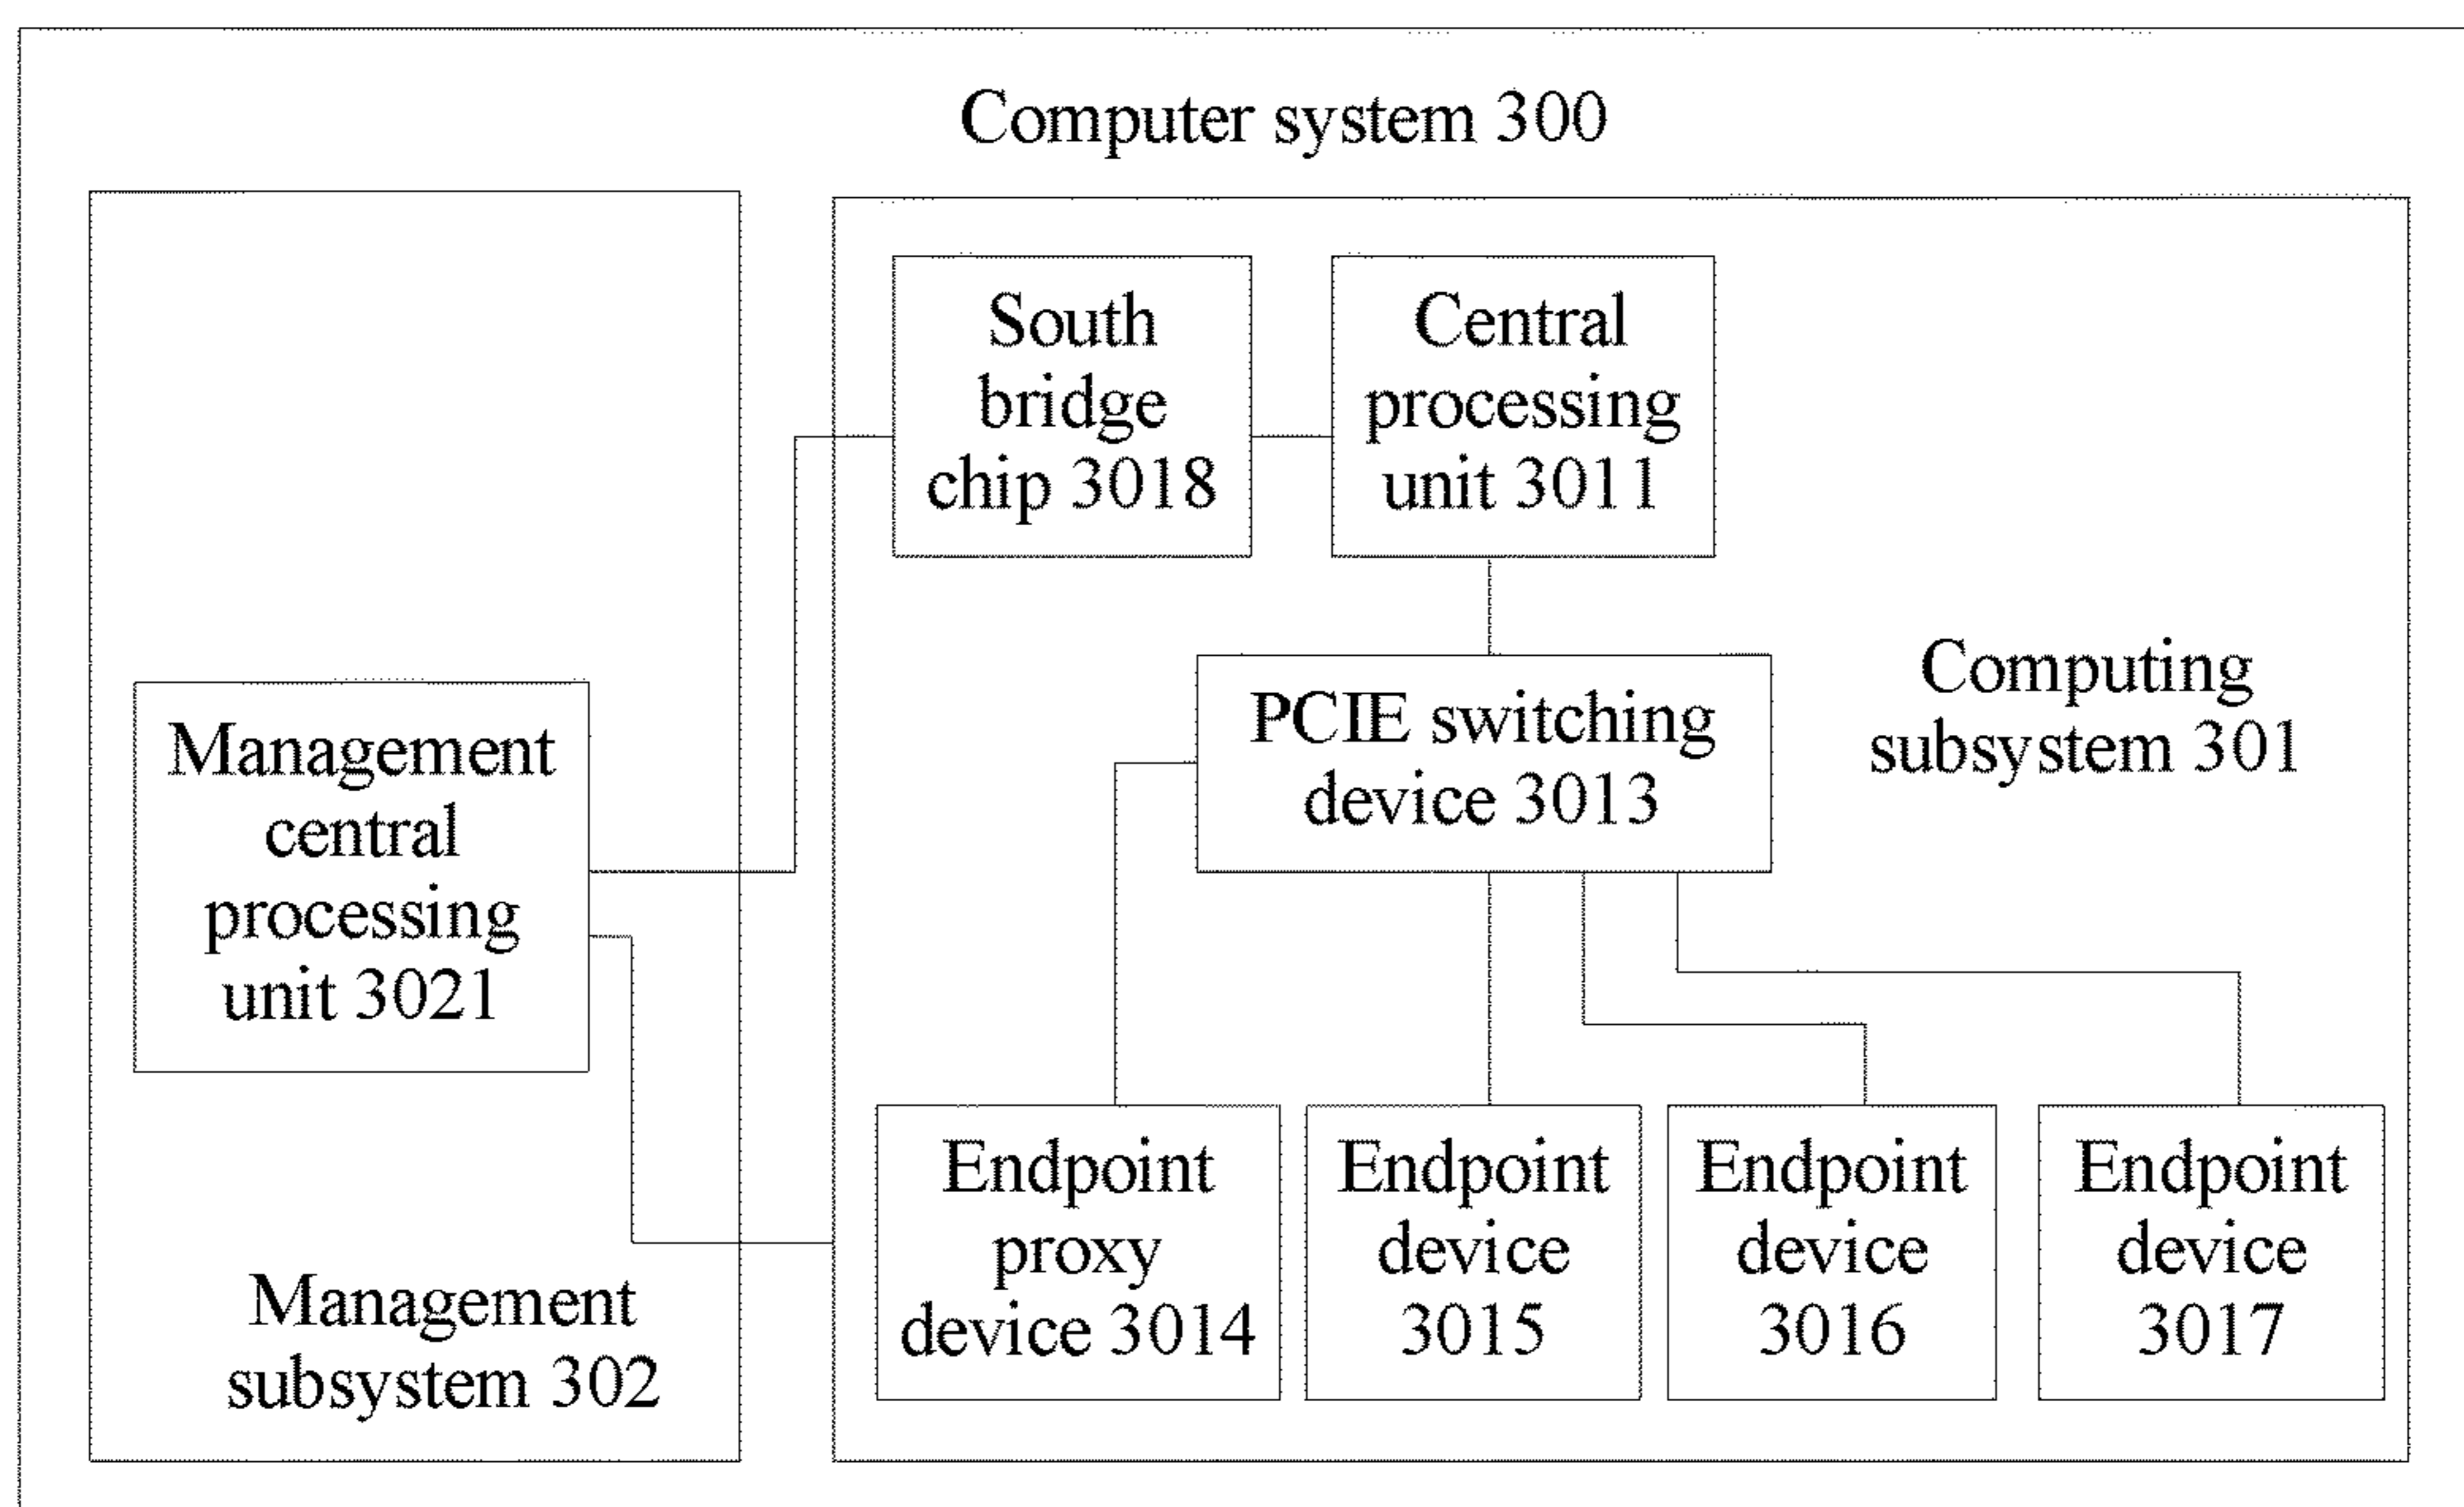 Computer system 300
South
bridge
chip 3018
Central
processing
unit 3011
PCIE switching
device 3013
Computing
subsystem 301
Management
central
processing
unit 3021
Endpoint
proxy
device 3014
Endpoint
device
3015
Endpoint
device
3016
Endpoint
device
3017
Management
subsystem 302